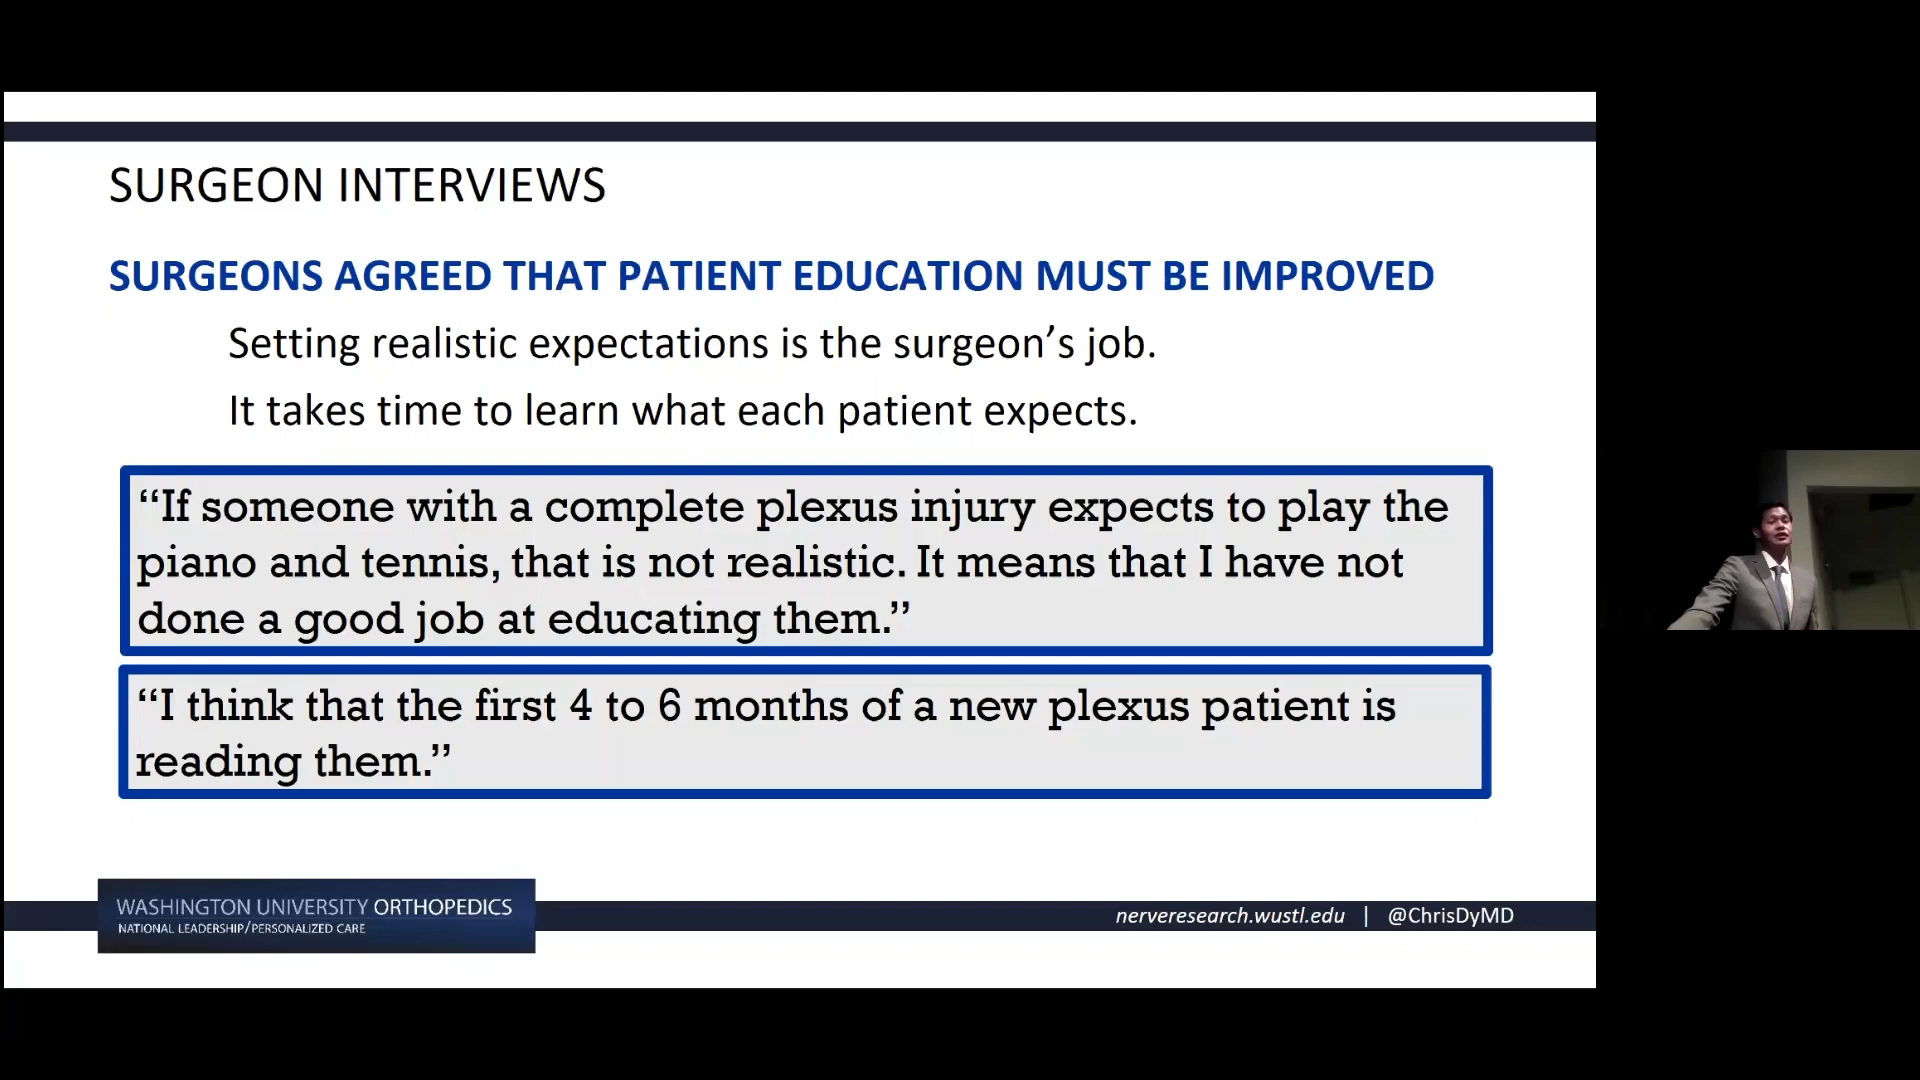 SURGEON INTERVIEWS
SURGEONS AGREED THAT PATIENT EDUCATION MUST BE IMPROVED
Setting realistic expectations is the surgeon’s job.
It takes time to learn what each patient expects.
“If someone with a complete plexus injury expects to play the
piano and tennis, that is not realistic. It means that I have not
done a good job at educating them.”
“I think that the first 4 to 6 months of a new plexus patient is
reading them.”
WASHINGTON UNIVERSITY ORTHOPEDICS
NATIONAL LEADERSHIP/PERSONALIZED CARE
nerveresearch.wustl.edu | @ChrisDyMD